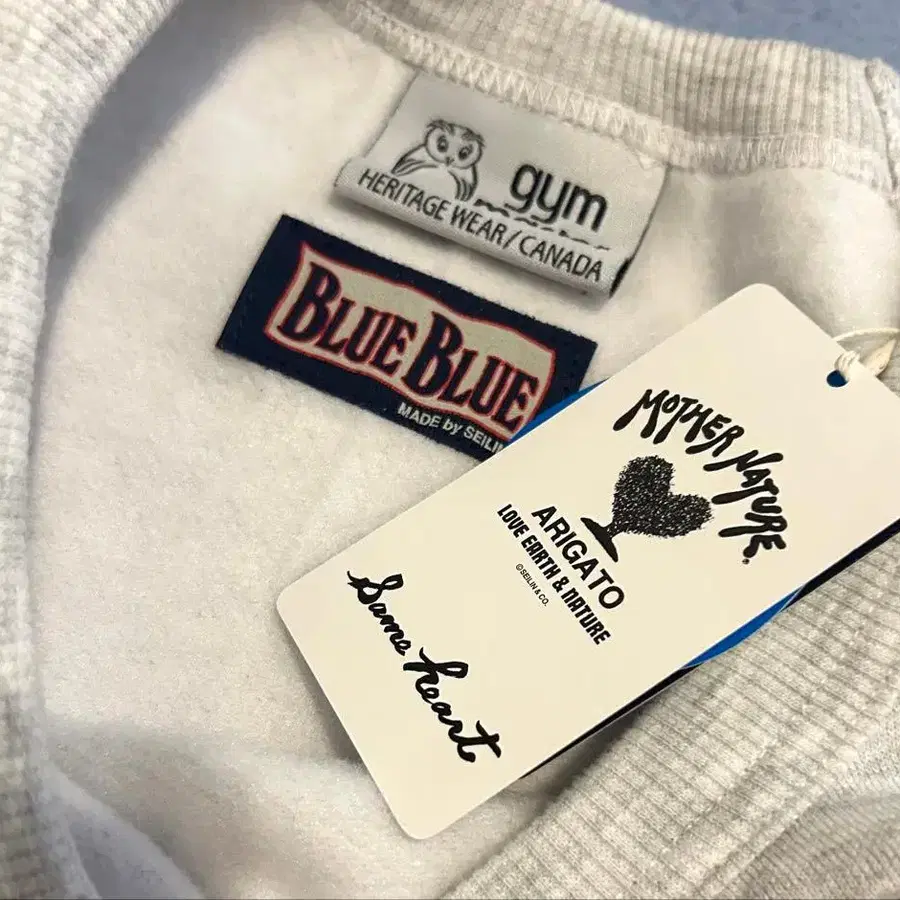 gym
HERITAGE WEAR/CANADA
BLUE BLUE
MADE by SEILIN
MOTHER NATURE.
ARIGATO
LOVE EARTH & NATURE
©SEILIN & CO.
Same heart